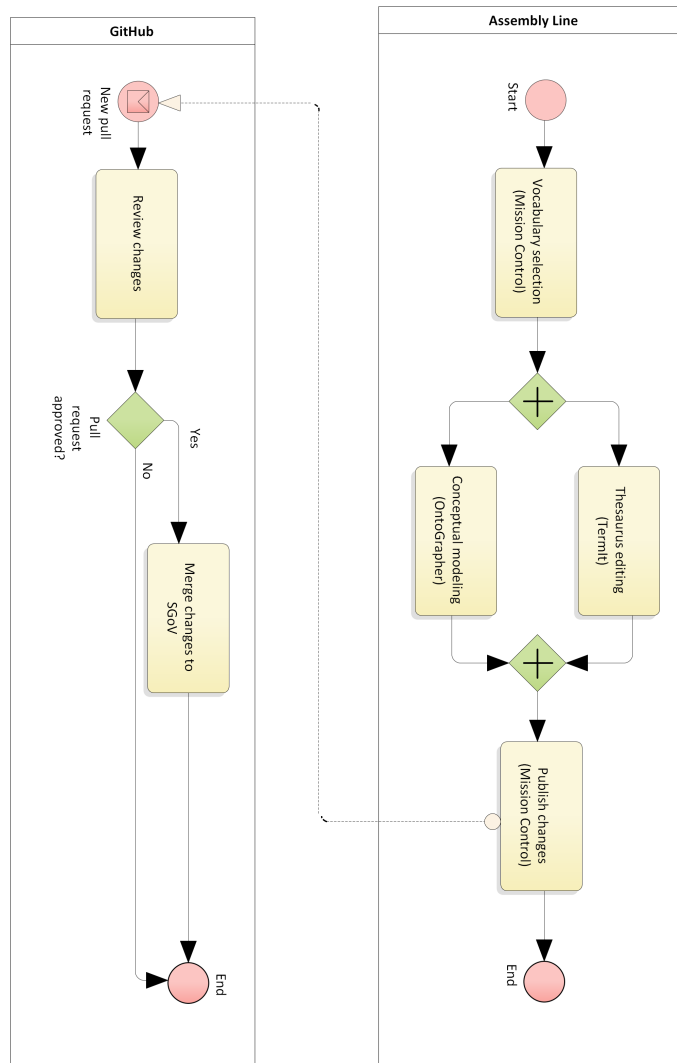 GitHub
New pull
request
Review changes
Pull
request
approved?
Yes
No
Merge changes to
SGoV
End
Assembly Line
Start
Vocabulary selection
(Mission Control)
Thesaurus editing
(TermIt)
Conceptual modeling
(OntoGrapher)
Publish changes
(Mission Control)
End